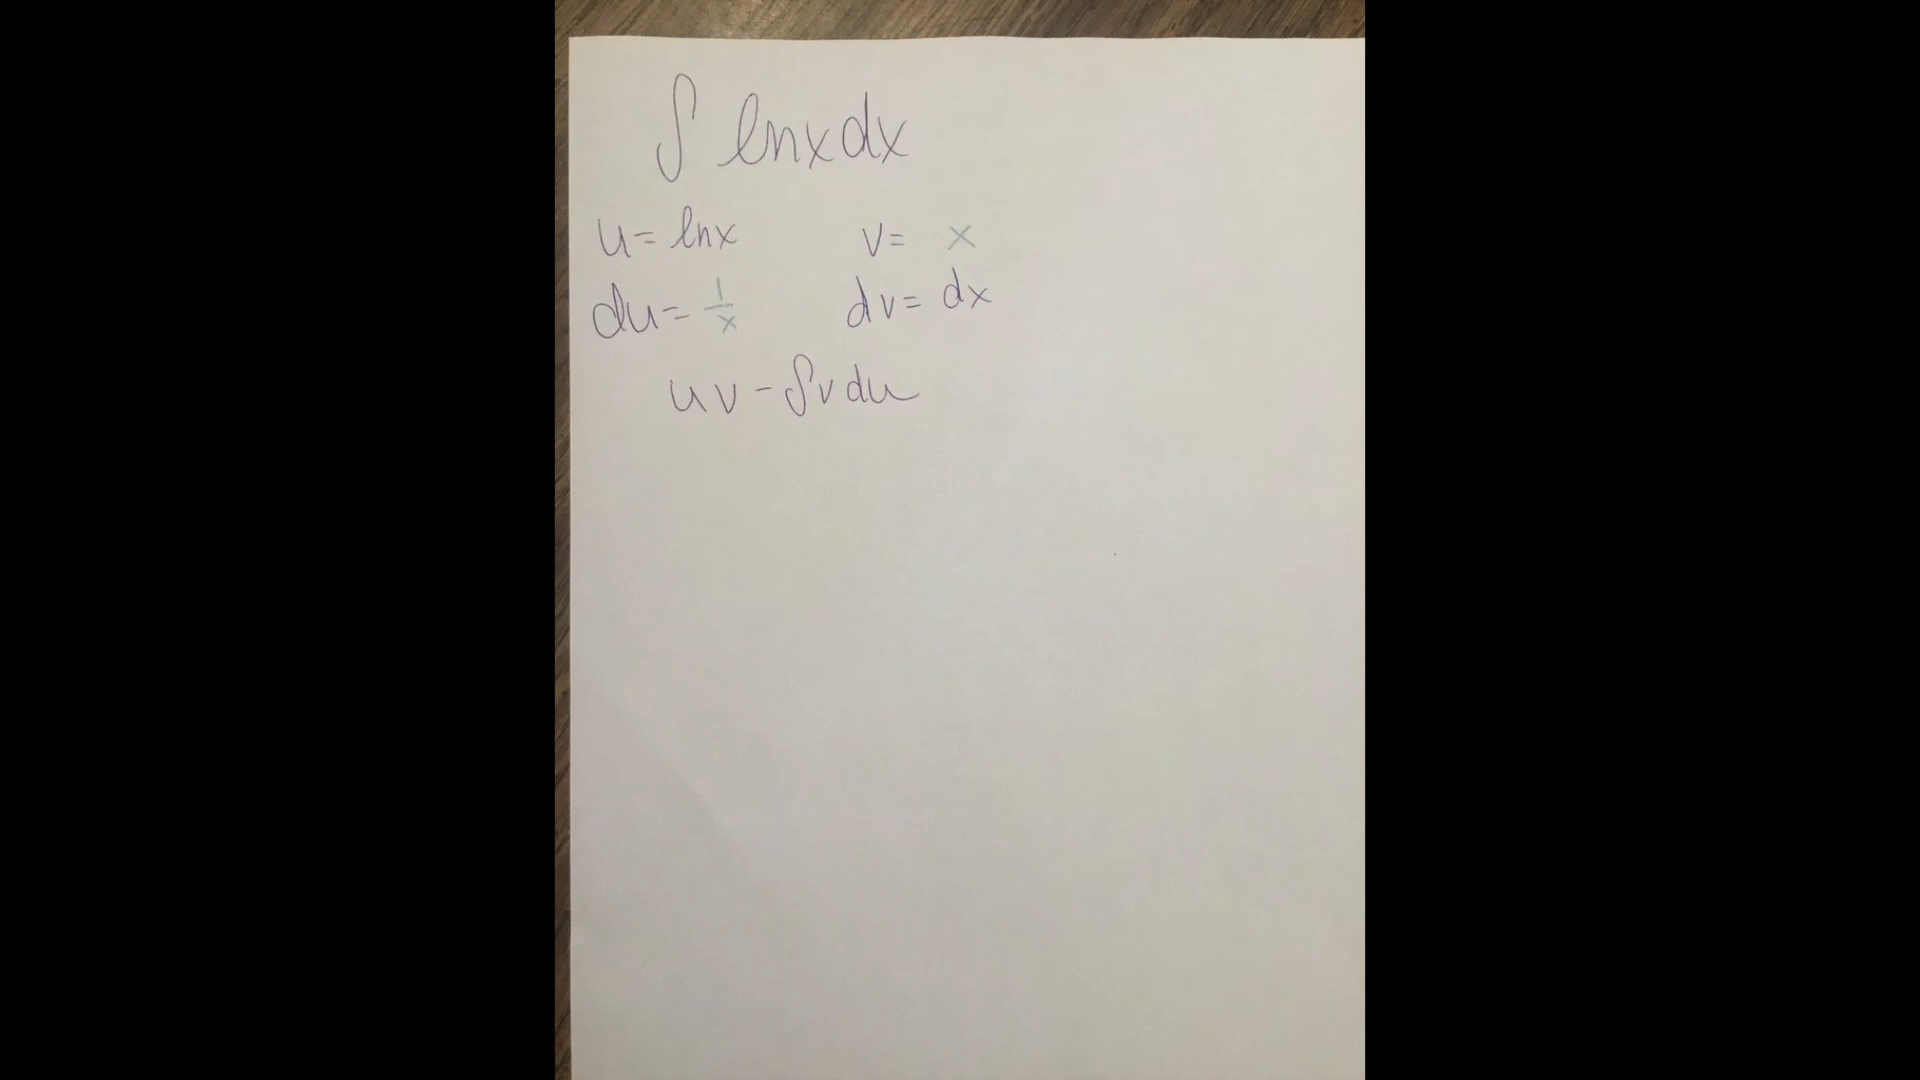 ∫ lnx dx
u = lnx v = x
du = 1/x dv = dx
uv - ∫v du